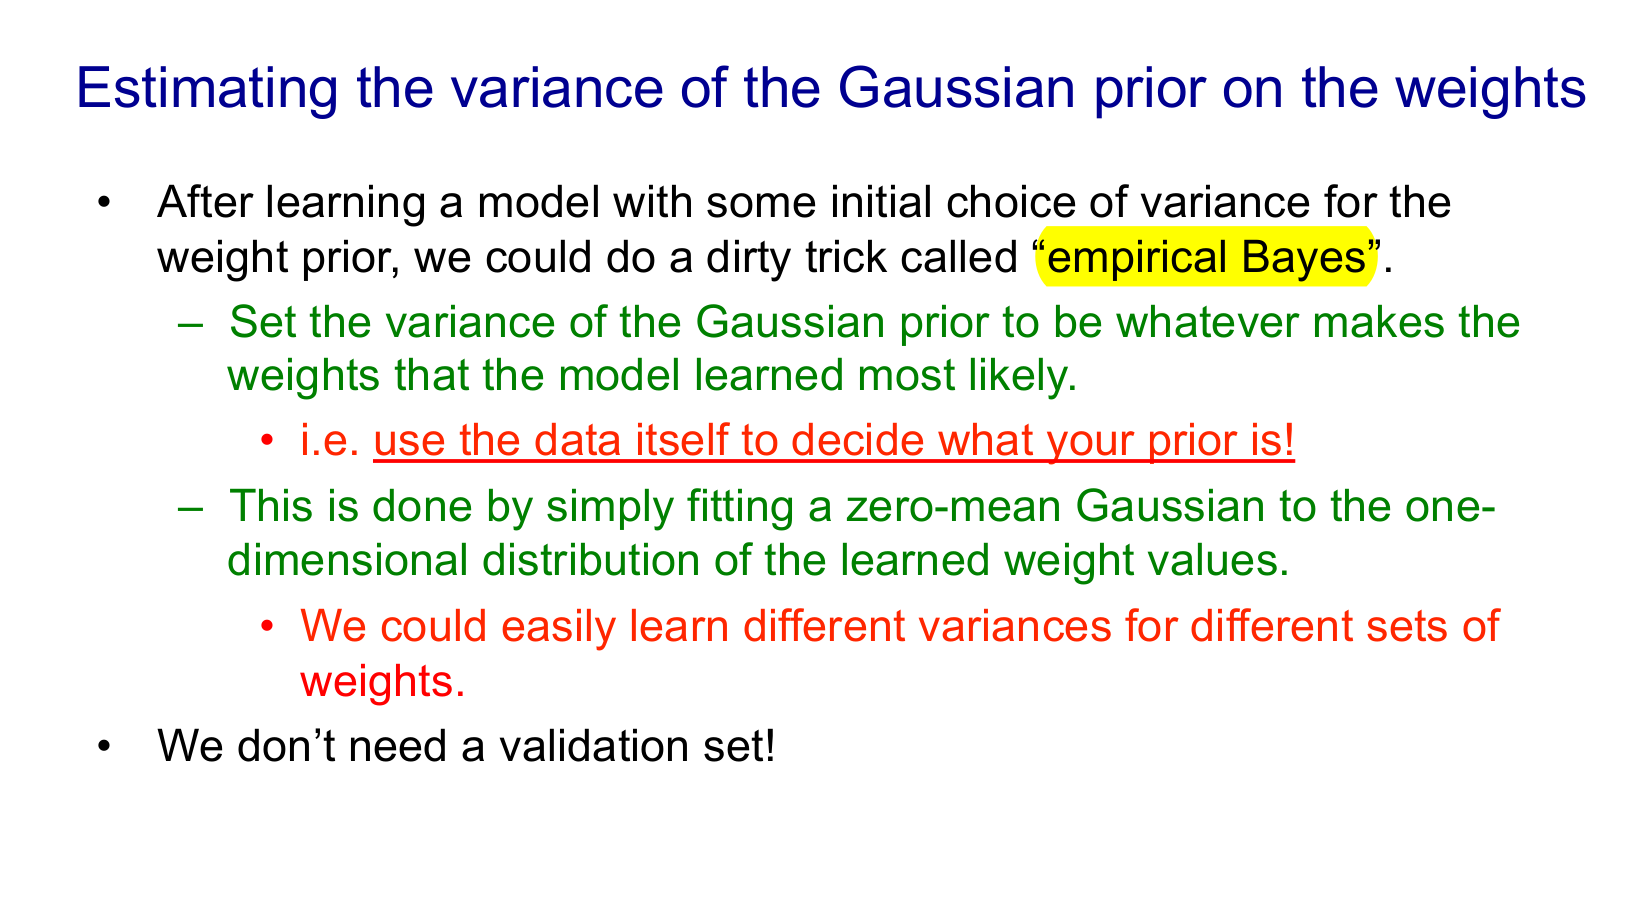 Estimating the variance of the Gaussian prior on the weights
• After learning a model with some initial choice of variance for the
weight prior, we could do a dirty trick called “empirical Bayes”.
– Set the variance of the Gaussian prior to be whatever makes the
weights that the model learned most likely.
• i.e. use the data itself to decide what your prior is!
– This is done by simply fitting a zero-mean Gaussian to the one-
dimensional distribution of the learned weight values.
• We could easily learn different variances for different sets of
weights.
• We don’t need a validation set!